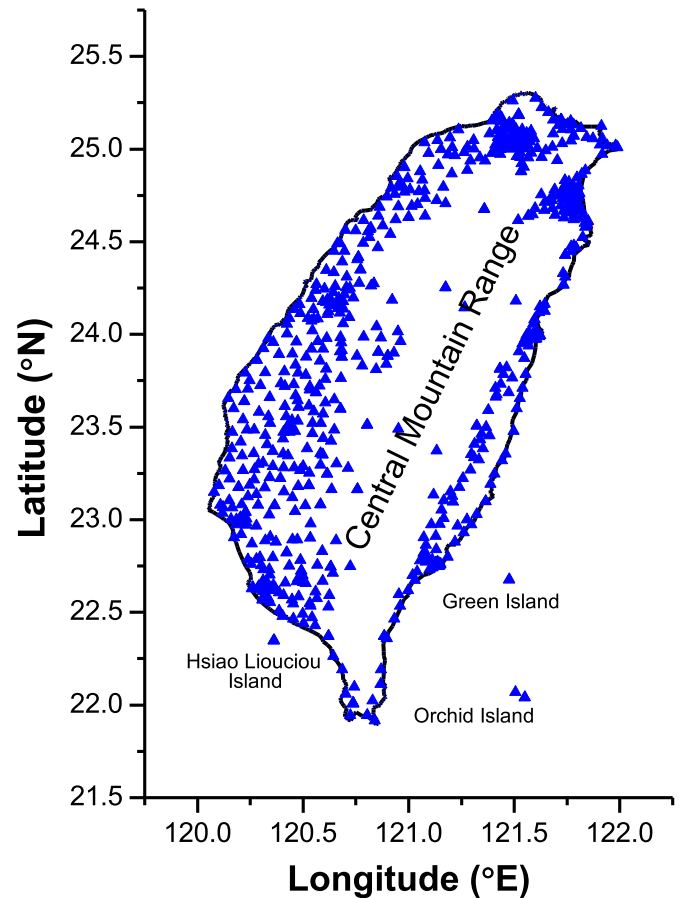 25.5
25.0
24.5
24.0
23.5
23.0
22.5
22.0
21.5
Latitude (°N)
Central Mountain Range
Green Island
Hsiao Liouciou
Island
Orchid Island
120.0 120.5 121.0 121.5 122.0
Longitude (°E)